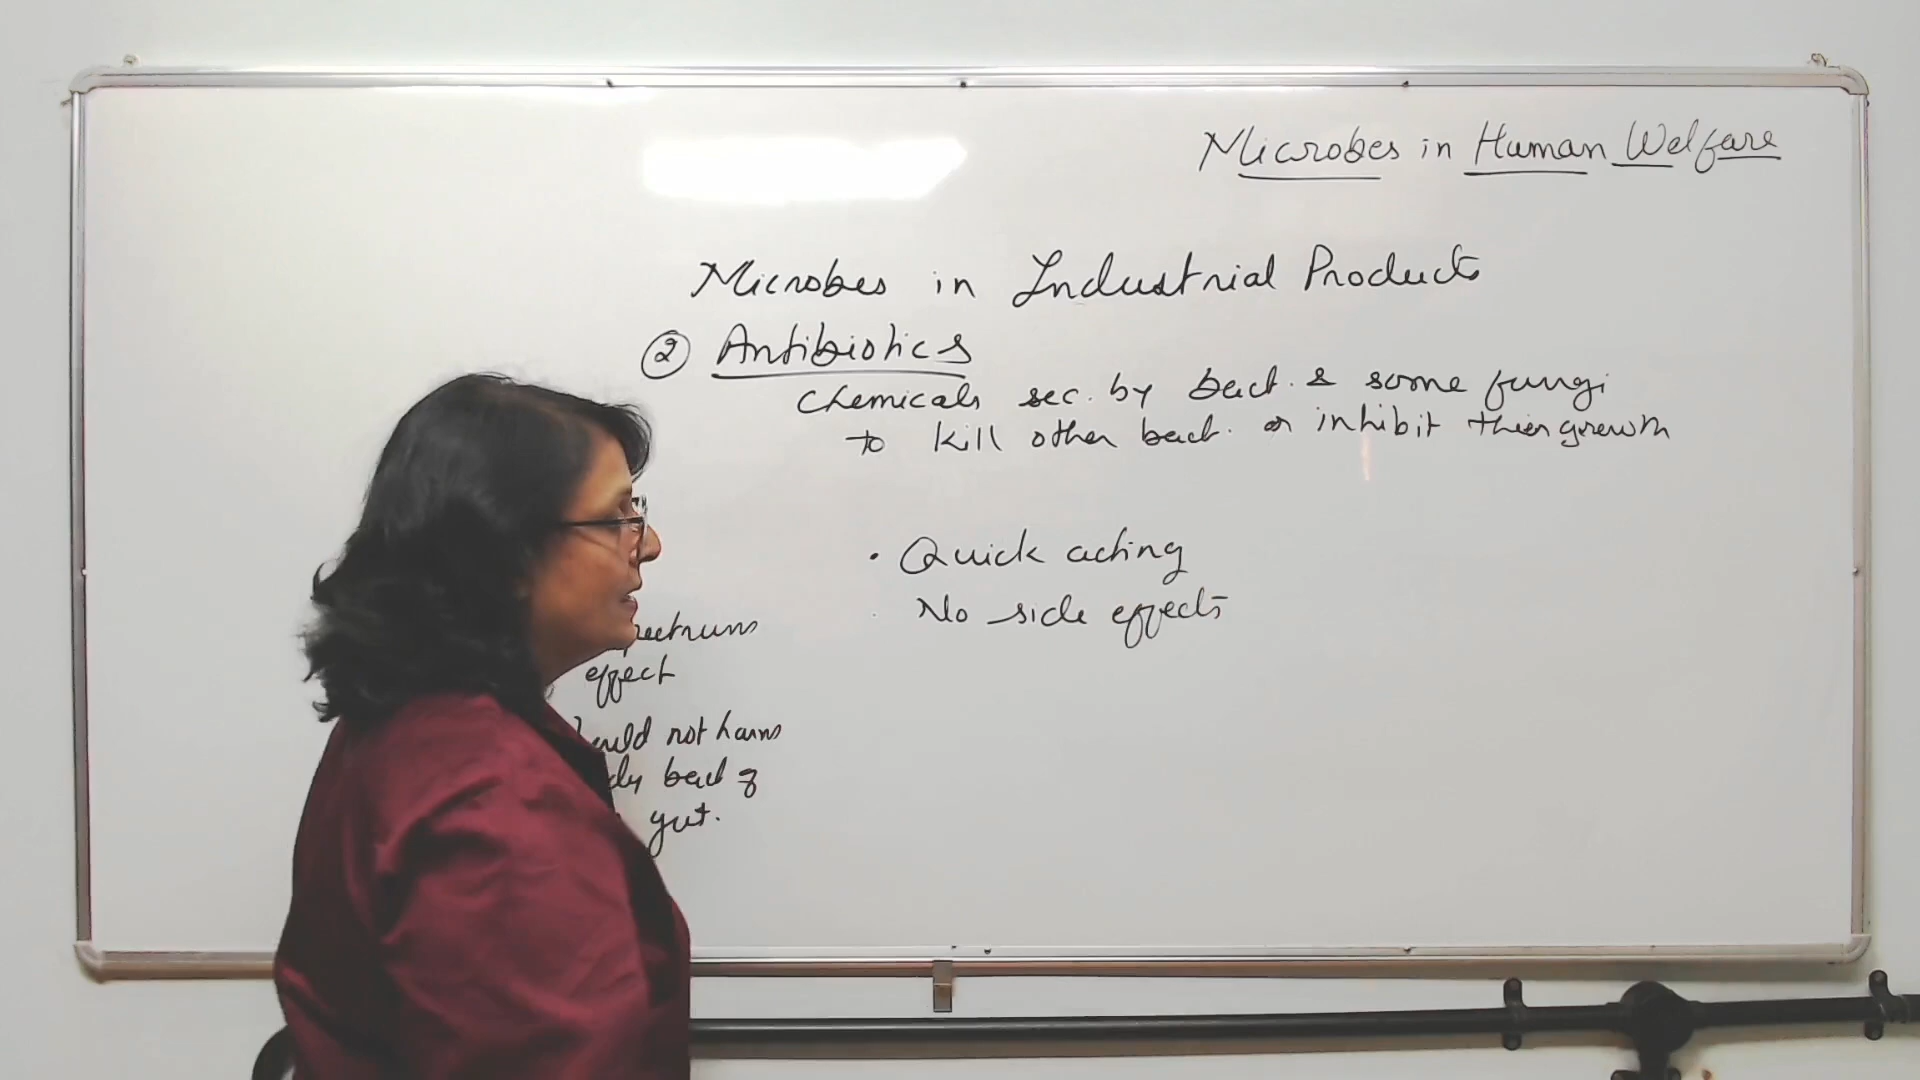 Microbes in Human Welfare
Microbes in Industrial Products
② Antibiotics
Chemicals sec. by bact. & some fungi
to kill other bact. or inhibit their growth
• Quick acting
• No side effects
effect
not harm
bact of
gut.